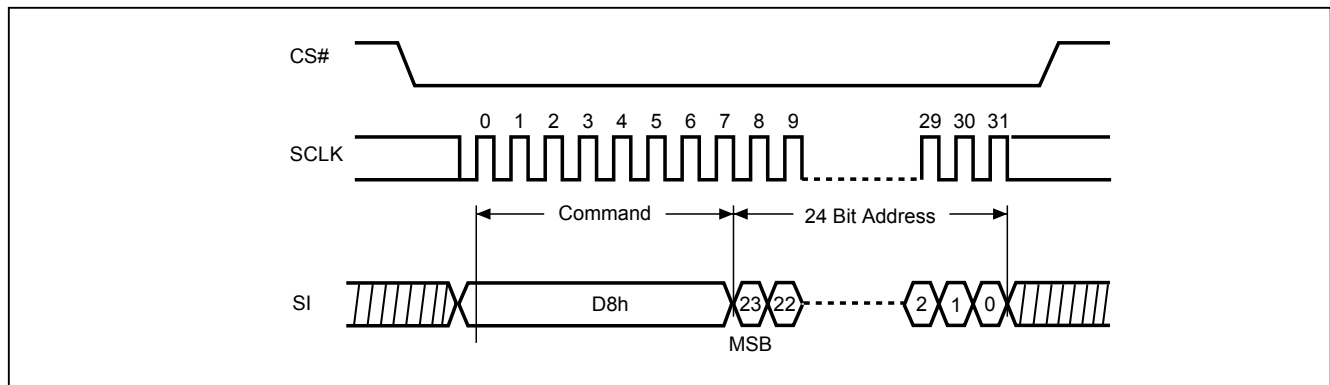 CS#
0 1 2 3 4 5 6 7 8 9 29 30 31
SCLK
Command 24 Bit Address
SI D8h 23 22 2 1 0
MSB